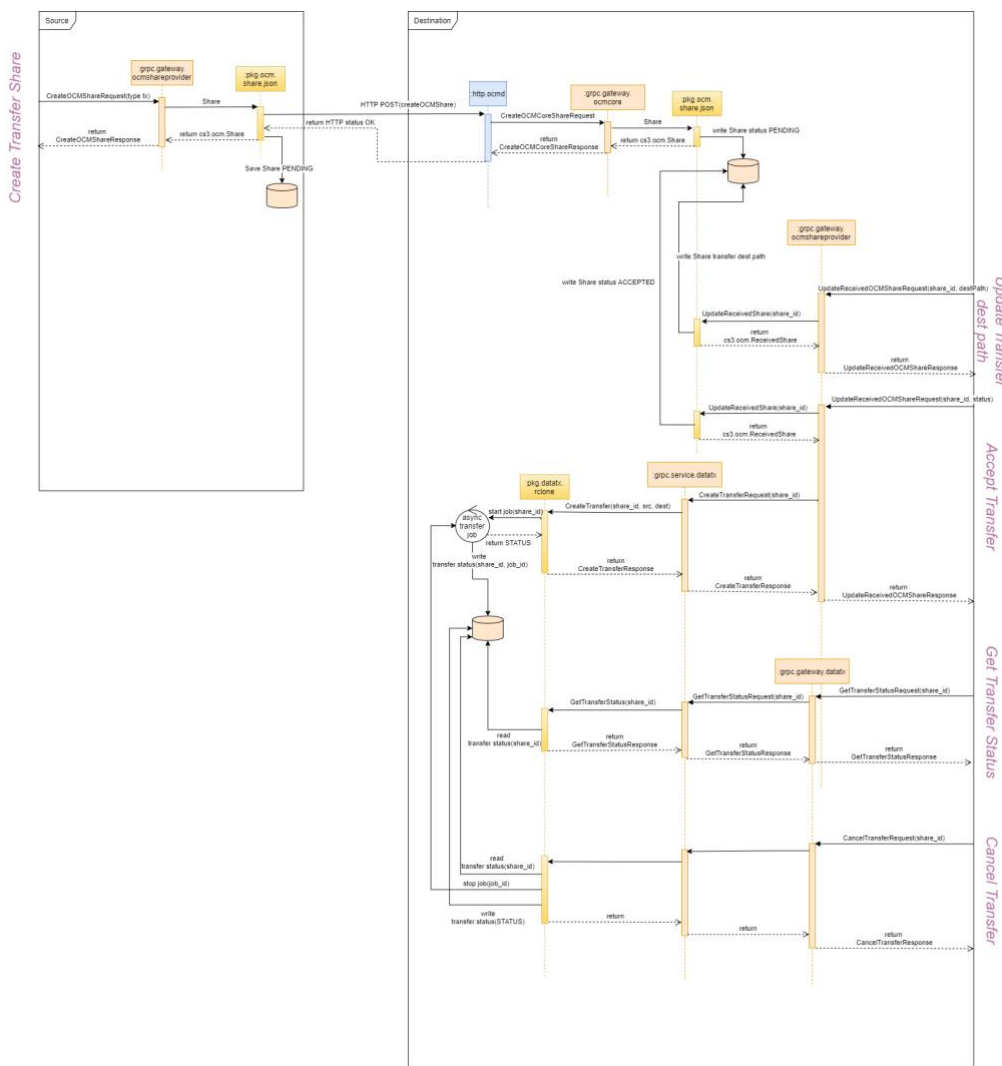 Source
Destination
Create Transfer Share
:grpc.gateway.
ocmshareprovider
:pkg.ocm.
share.json
CreateOCMShareRequest(type tx)
Share
return
CreateOCMShareResponse
return cs3.ocm.Share
Save Share PENDING
HTTP POST(createOCMShare)
return HTTP status OK
:http.ocmd
:grpc.gateway.
ocmcore
:pkg.ocm.
share.json
CreateOCMCoreShareRequest
Share
write Share status PENDING
return
CreateOCMCoreShareResponse
return cs3.ocm.Share
:grpc.gateway.
ocmshareprovider
write Share transfer dest path
write Share status ACCEPTED
Update Transfer
dest path
UpdateReceivedOCMShareRequest(share_id, destPath)
UpdateReceivedShare(share_id)
return
cs3.ocm.ReceivedShare
return
UpdateReceivedOCMShareResponse
Accept Transfer
UpdateReceivedOCMShareRequest(share_id, status)
UpdateReceivedShare(share_id)
return
cs3.ocm.ReceivedShare
:pkg.datatx.
rclone
:grpc.service.datatx
CreateTransferRequest(share_id)
CreateTransfer(share_id, src, dest)
start job(share_id)
async
transfer
job
return STATUS
write
transfer status(share_id, job_id)
return
CreateTransferResponse
return
CreateTransferResponse
return
UpdateReceivedOCMShareResponse
Get Transfer Status
:grpc.gateway.datatx
GetTransferStatusRequest(share_id)
GetTransferStatusRequest(share_id)
GetTransferStatus(share_id)
read
transfer status(share_id)
return
GetTransferStatusResponse
return
GetTransferStatusResponse
return
GetTransferStatusResponse
Cancel Transfer
CancelTransferRequest(share_id)
read
transfer status(share_id)
stop job(job_id)
write
transfer status(STATUS)
return
return
return
CancelTransferResponse